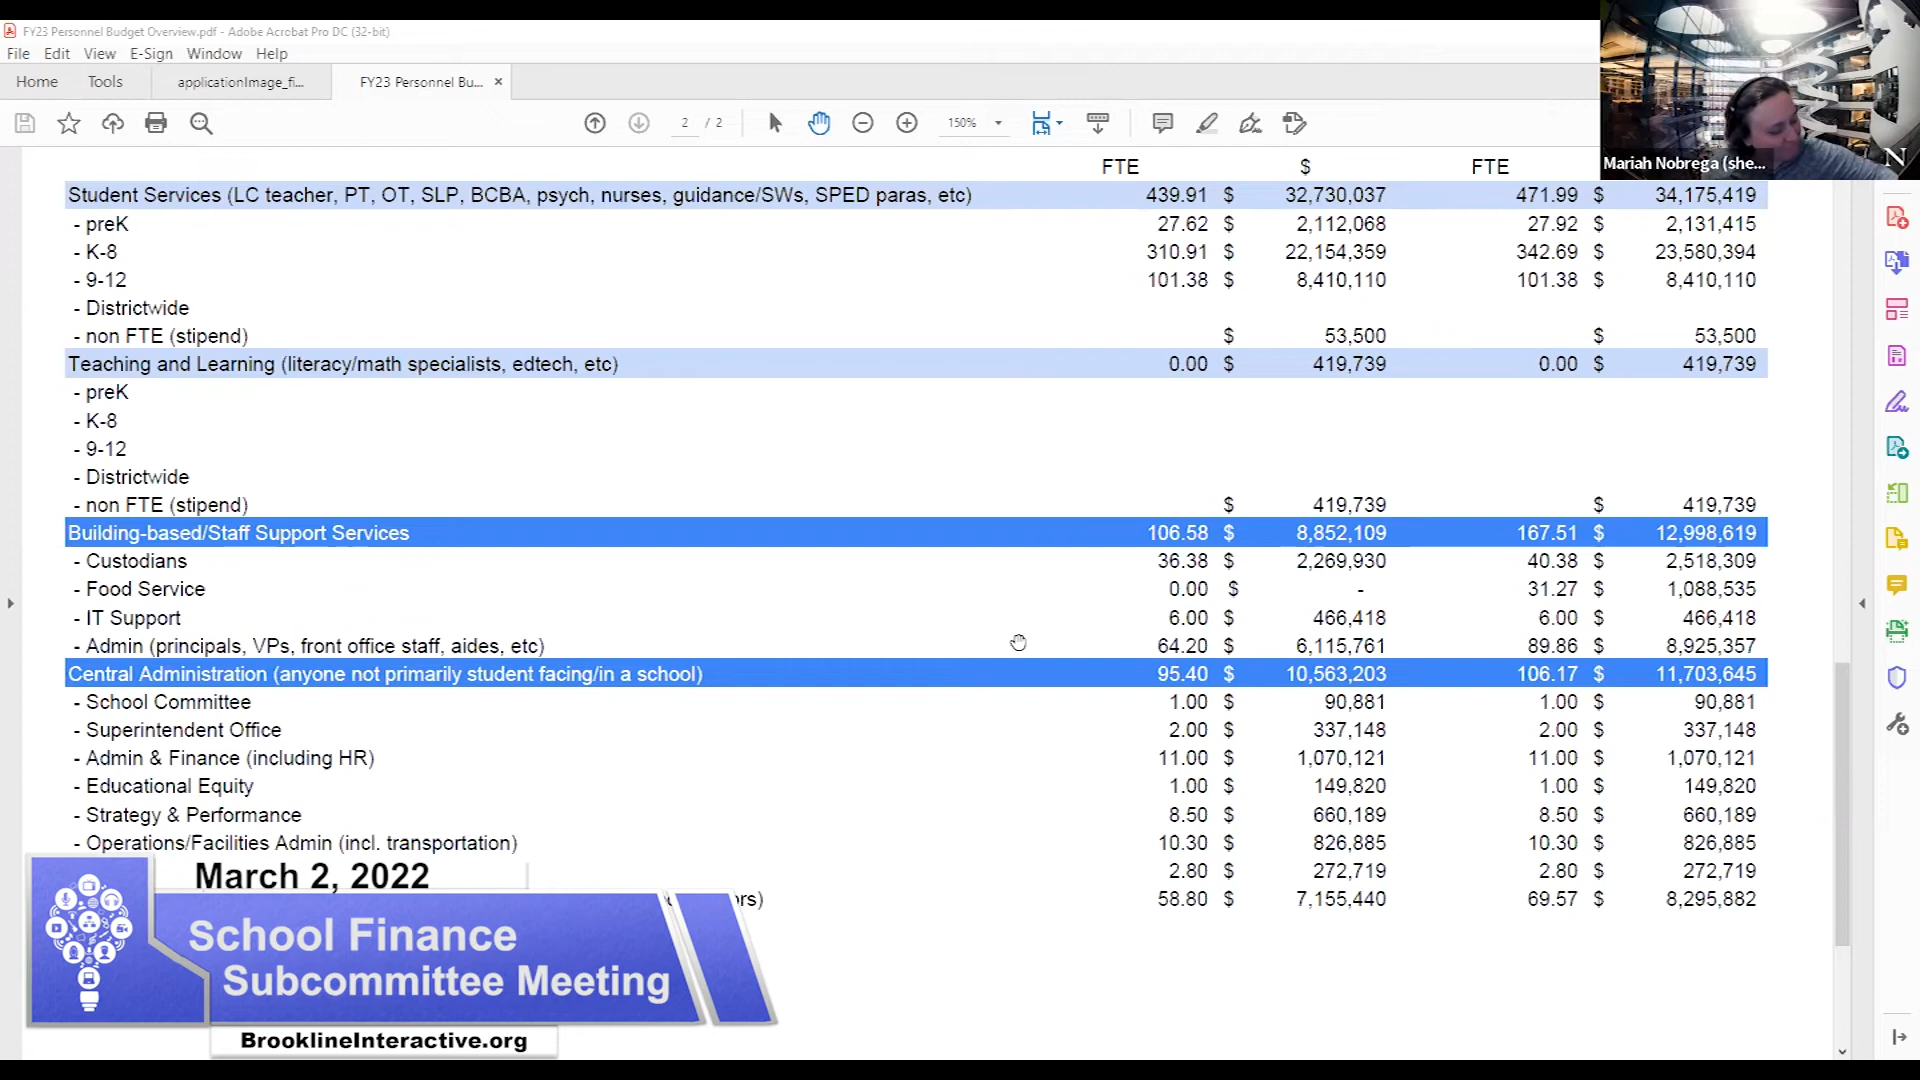 FY23 Personnel Budget Overview.pdf - Adobe Acrobat Pro DC (32-bit)
File Edit View E-Sign Window Help
Home Tools applicationImage_fi... FY23 Personnel Bu... ×
2 / 2 150%
Mariah Nobrega (she...
N
FTE $ FTE
Student Services (LC teacher, PT, OT, SLP, BCBA, psych, nurses, guidance/SWs, SPED paras, etc) 439.91 $ 32,730,037 471.99 $ 34,175,419
- preK 27.62 $ 2,112,068 27.92 $ 2,131,415
- K-8 310.91 $ 22,154,359 342.69 $ 23,580,394
- 9-12 101.38 $ 8,410,110 101.38 $ 8,410,110
- Districtwide
- non FTE (stipend) $ 53,500 $ 53,500
Teaching and Learning (literacy/math specialists, edtech, etc) 0.00 $ 419,739 0.00 $ 419,739
- preK
- K-8
- 9-12
- Districtwide
- non FTE (stipend) $ 419,739 $ 419,739
Building-based/Staff Support Services 106.58 $ 8,852,109 167.51 $ 12,998,619
- Custodians 36.38 $ 2,269,930 40.38 $ 2,518,309
- Food Service 0.00 $ - 31.27 $ 1,088,535
- IT Support 6.00 $ 466,418 6.00 $ 466,418
- Admin (principals, VPs, front office staff, aides, etc) 64.20 $ 6,115,761 89.86 $ 8,925,357
Central Administration (anyone not primarily student facing/in a school) 95.40 $ 10,563,203 106.17 $ 11,703,645
- School Committee 1.00 $ 90,881 1.00 $ 90,881
- Superintendent Office 2.00 $ 337,148 2.00 $ 337,148
- Admin & Finance (including HR) 11.00 $ 1,070,121 11.00 $ 1,070,121
- Educational Equity 1.00 $ 149,820 1.00 $ 149,820
- Strategy & Performance 8.50 $ 660,189 8.50 $ 660,189
- Operations/Facilities Admin (incl. transportation) 10.30 $ 826,885 10.30 $ 826,885
2.80 $ 272,719 2.80 $ 272,719
58.80 $ 7,155,440 69.57 $ 8,295,882
March 2, 2022
School Finance
Subcommittee Meeting
BrooklineInteractive.org